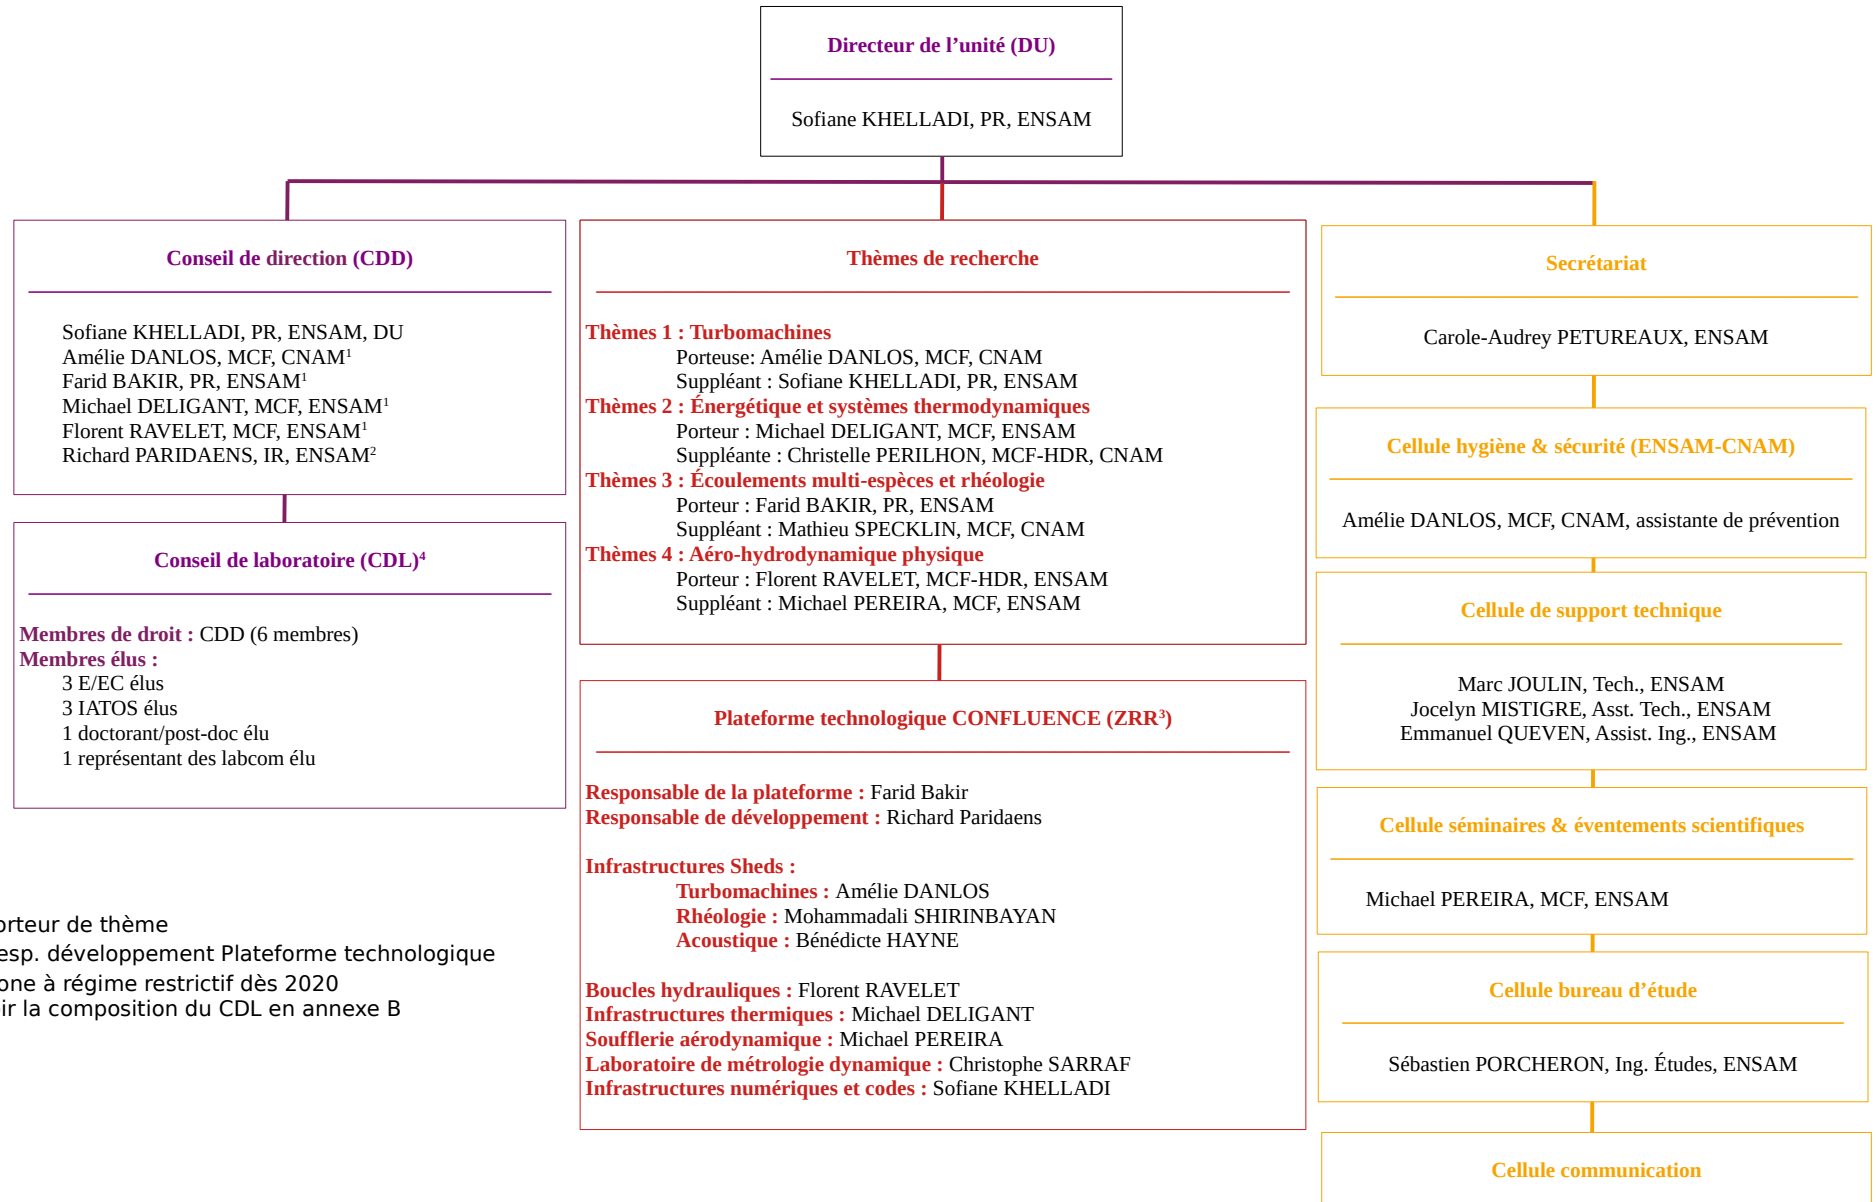 Directeur de l’unité (DU)
Sofiane KHELLADI, PR, ENSAM
Conseil de direction (CDD)
Sofiane KHELLADI, PR, ENSAM, DU
Amélie DANLOS, MCF, CNAM¹
Farid BAKIR, PR, ENSAM¹
Michael DELIGANT, MCF, ENSAM¹
Florent RAVELET, MCF, ENSAM¹
Richard PARIDAENS, IR, ENSAM²
Conseil de laboratoire (CDL)⁴
Membres de droit : CDD (6 membres)
Membres élus :
3 E/EC élus
3 IATOS élus
1 doctorant/post-doc élu
1 représentant des labcom élu
orteur de thème
esp. développement Plateforme technologique
one à régime restrictif dès 2020
ir la composition du CDL en annexe B
Thèmes de recherche
Thèmes 1 : Turbomachines
Porteuse: Amélie DANLOS, MCF, CNAM
Suppléant : Sofiane KHELLADI, PR, ENSAM
Thèmes 2 : Énergétique et systèmes thermodynamiques
Porteur : Michael DELIGANT, MCF, ENSAM
Suppléante : Christelle PERILHON, MCF-HDR, CNAM
Thèmes 3 : Écoulements multi-espèces et rhéologie
Porteur : Farid BAKIR, PR, ENSAM
Suppléant : Mathieu SPECKLIN, MCF, CNAM
Thèmes 4 : Aéro-hydrodynamique physique
Porteur : Florent RAVELET, MCF-HDR, ENSAM
Suppléant : Michael PEREIRA, MCF, ENSAM
Plateforme technologique CONFLUENCE (ZRR³)
Responsable de la plateforme : Farid Bakir
Responsable de développement : Richard Paridaens
Infrastructures Sheds :
Turbomachines : Amélie DANLOS
Rhéologie : Mohammadali SHIRINBAYAN
Acoustique : Bénédicte HAYNE
Boucles hydrauliques : Florent RAVELET
Infrastructures thermiques : Michael DELIGANT
Soufflerie aérodynamique : Michael PEREIRA
Laboratoire de métrologie dynamique : Christophe SARRAF
Infrastructures numériques et codes : Sofiane KHELLADI
Secrétariat
Carole-Audrey PETUREAUX, ENSAM
Cellule hygiène & sécurité (ENSAM-CNAM)
Amélie DANLOS, MCF, CNAM, assistante de prévention
Cellule de support technique
Marc JOULIN, Tech., ENSAM
Jocelyn MISTIGRE, Asst. Tech., ENSAM
Emmanuel QUEVEN, Assist. Ing., ENSAM
Cellule séminaires & éventements scientifiques
Michael PEREIRA, MCF, ENSAM
Cellule bureau d’étude
Sébastien PORCHERON, Ing. Études, ENSAM
Cellule communication